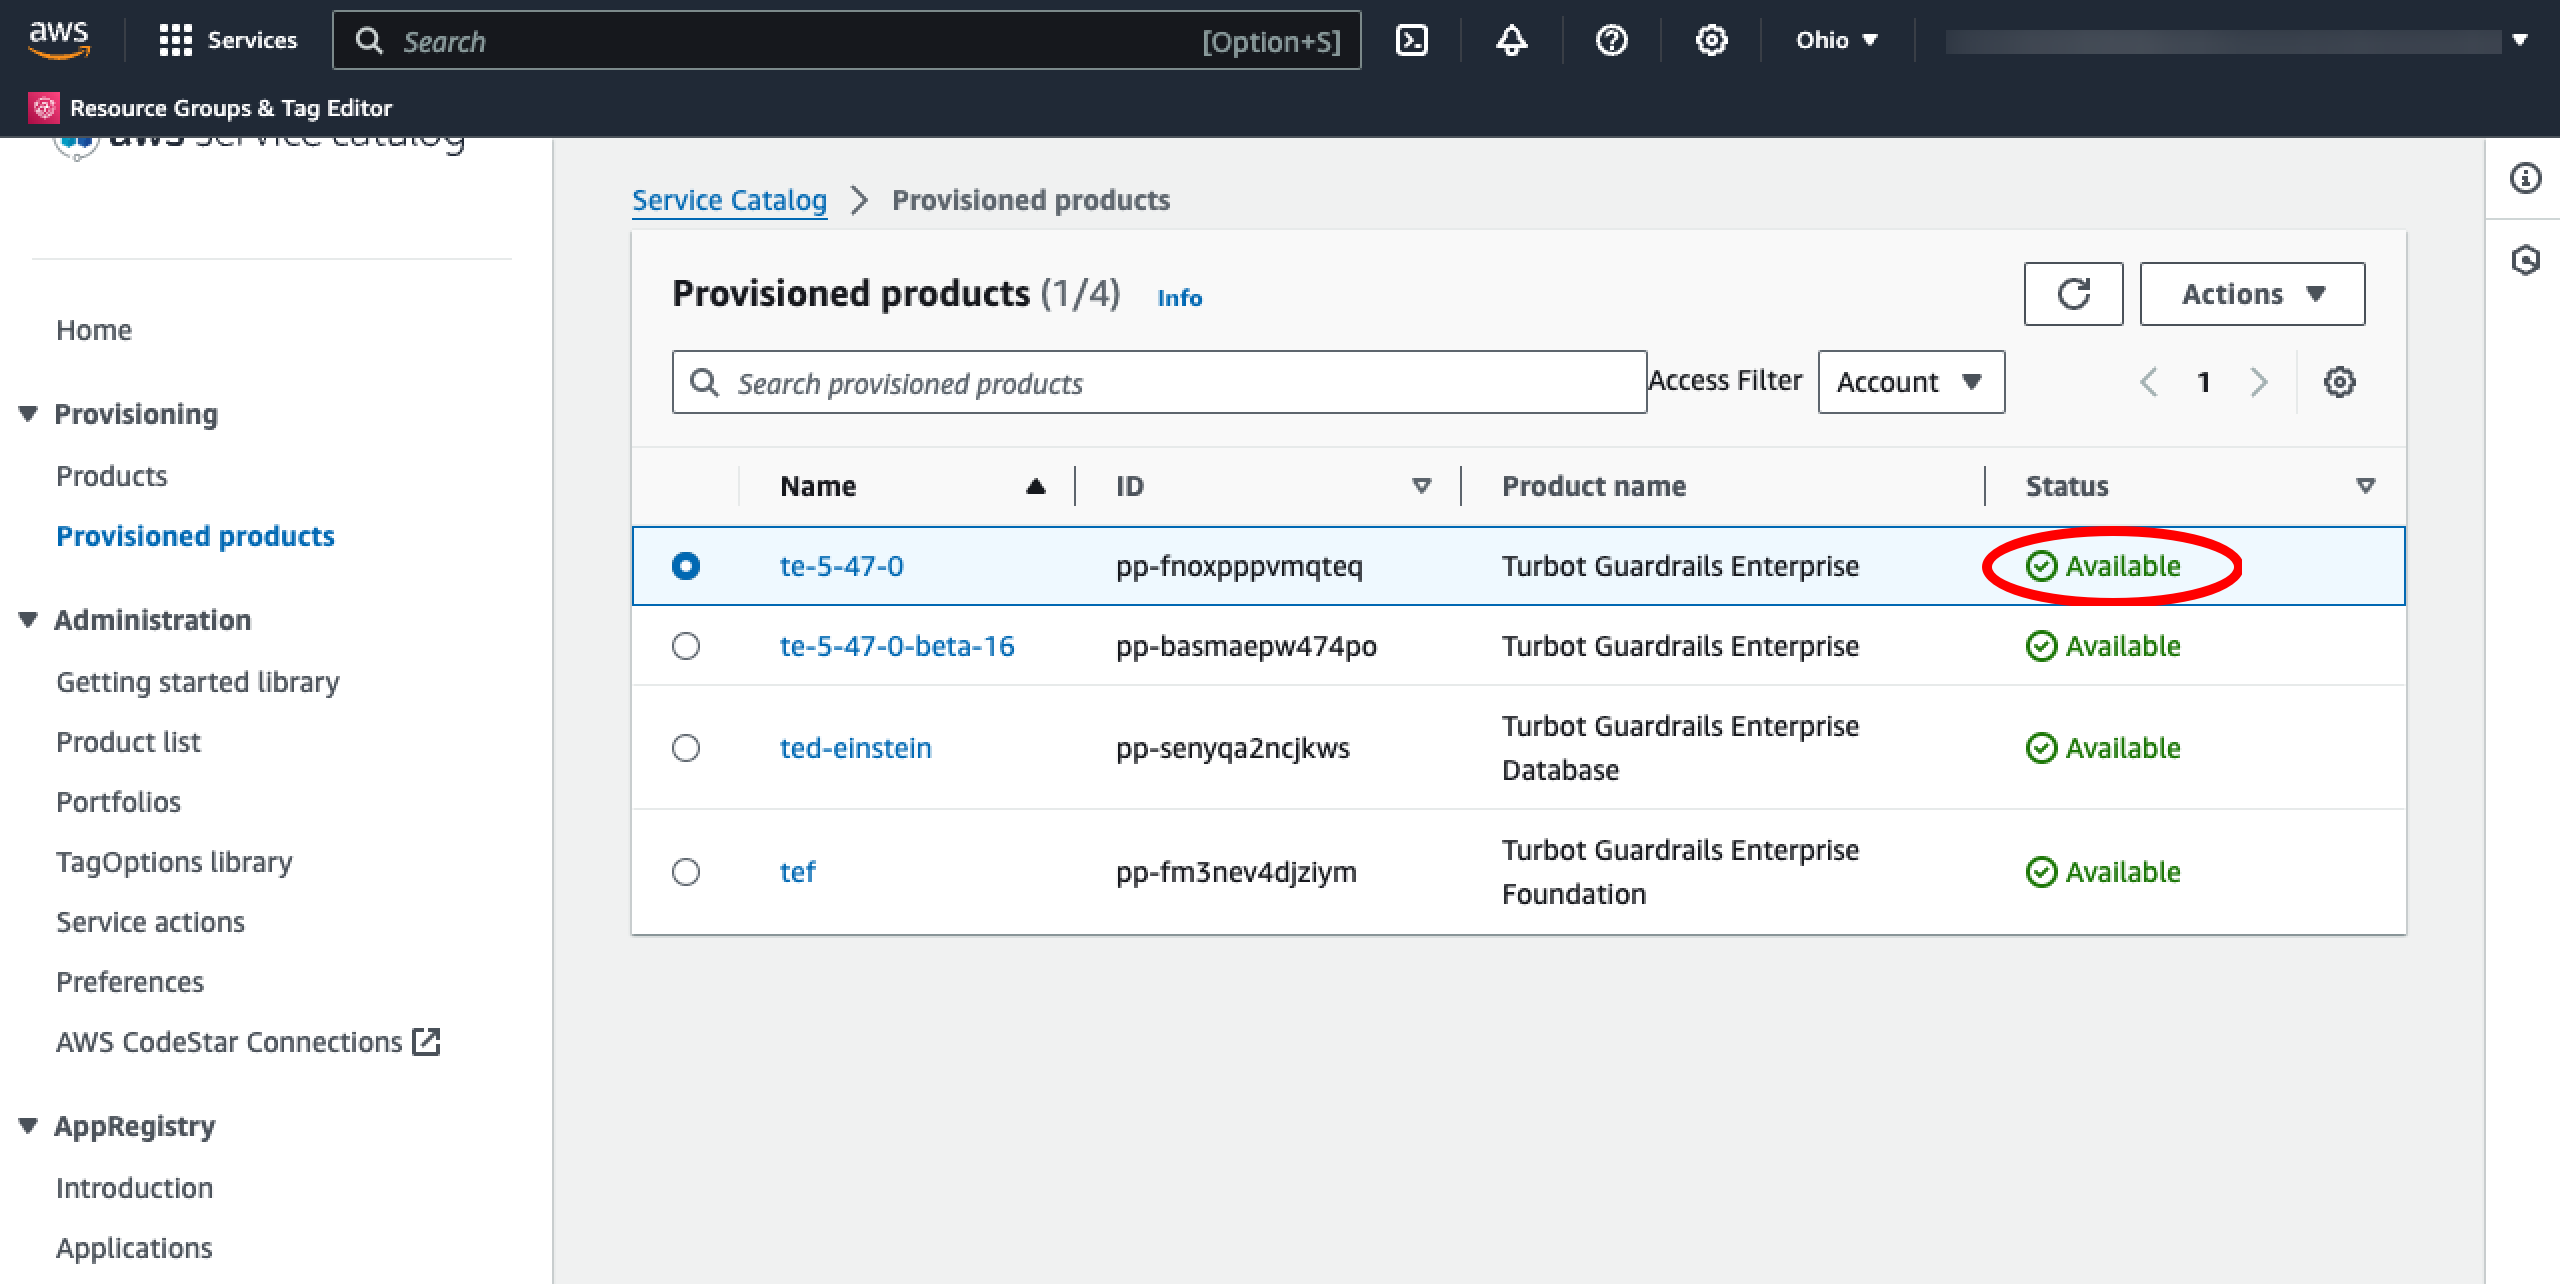 aws
Services
Search
[Option+S]
Ohio
Resource Groups & Tag Editor
aws service catalog
Home
Provisioning
Products
Provisioned products
Administration
Getting started library
Product list
Portfolios
TagOptions library
Service actions
Preferences
AWS CodeStar Connections
AppRegistry
Introduction
Applications
Service Catalog > Provisioned products
Provisioned products (1/4) Info
Actions
Search provisioned products
Access Filter
Account
1
Name ID Product name Status
te-5-47-0 pp-fnoxpppvmqteq Turbot Guardrails Enterprise Available
te-5-47-0-beta-16 pp-basmaepw474po Turbot Guardrails Enterprise Available
ted-einstein pp-senyqa2ncjkws Turbot Guardrails Enterprise Database Available
tef pp-fm3nev4djziym Turbot Guardrails Enterprise Foundation Available